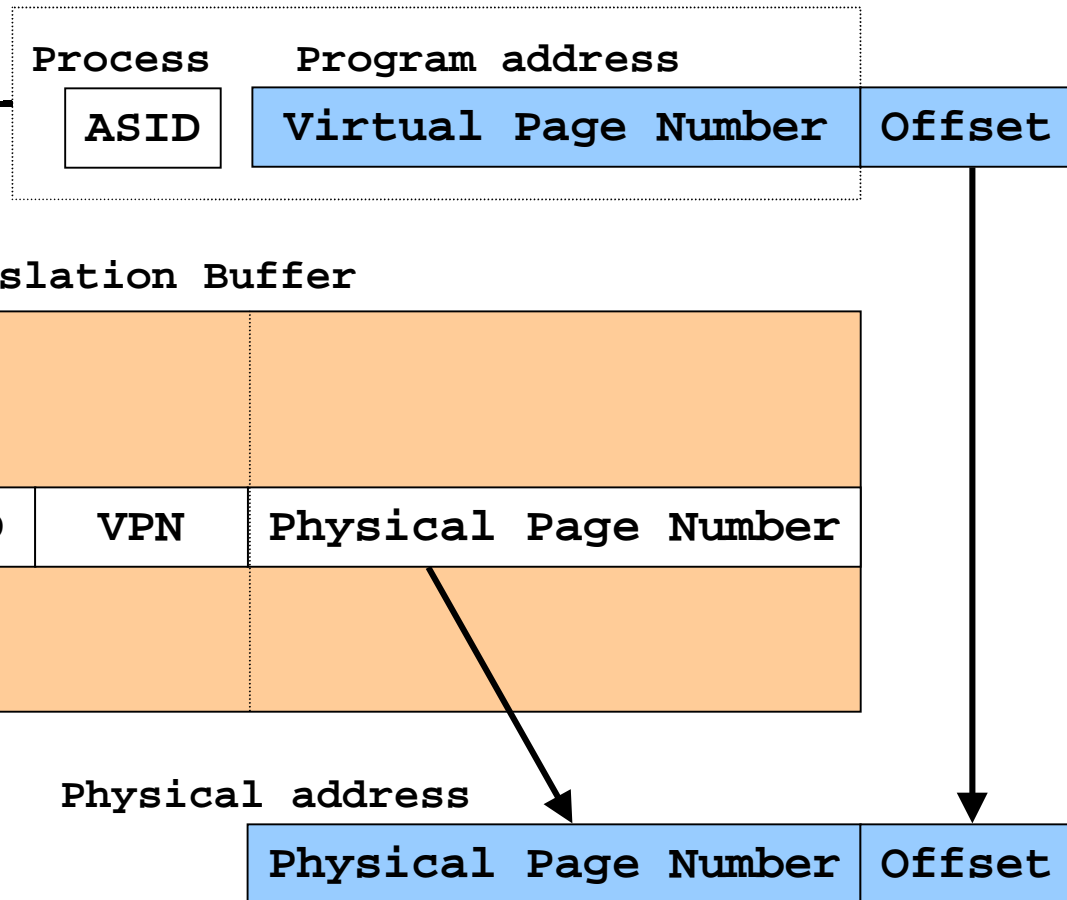 Process Program address
ASID Virtual Page Number Offset
slation Buffer
VPN Physical Page Number
Physical address
Physical Page Number Offset